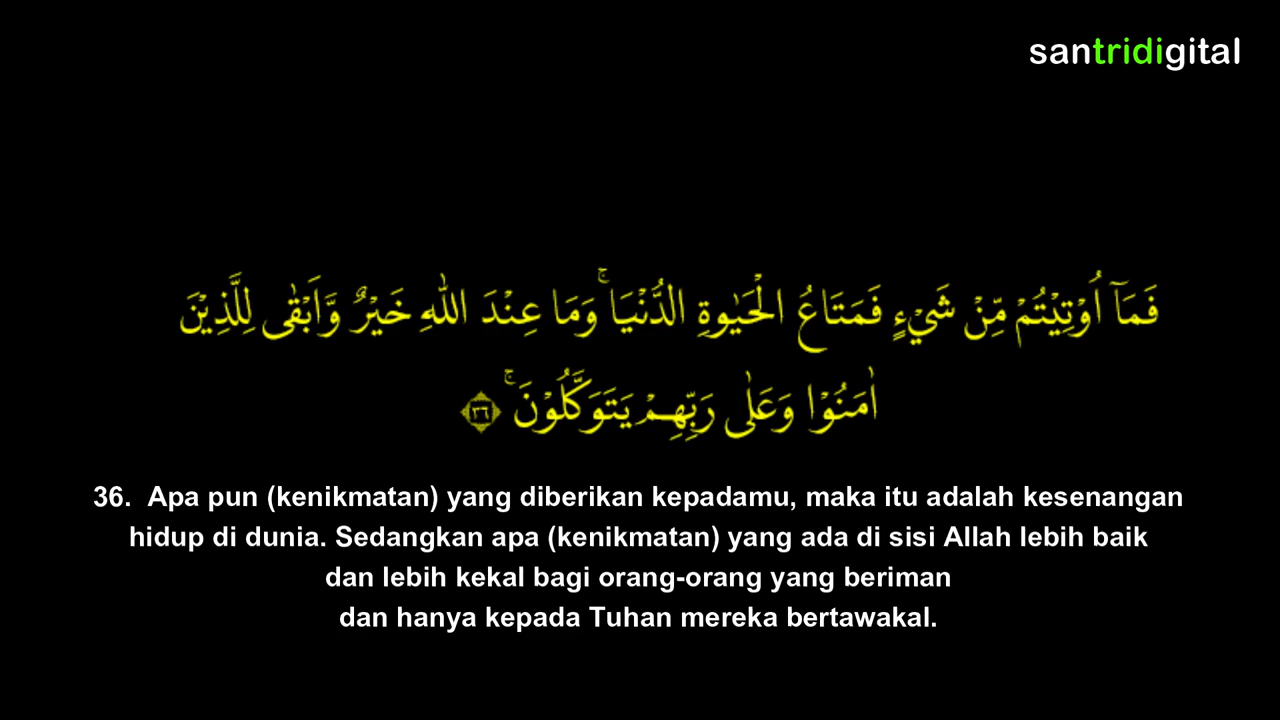 santridigital
فَمَآ اُوْتِيْتُمْ مِّنْ شَيْءٍ فَمَتَاعُ الْحَيٰوةِ الدُّنْيَا ۚوَمَا عِنْدَ اللّٰهِ خَيْرٌ وَّاَبْقٰى لِلَّذِيْنَ
اٰمَنُوْا وَعَلٰى رَبِّهِمْ يَتَوَكَّلُوْنَ ۚ ٣٦
36. Apa pun (kenikmatan) yang diberikan kepadamu, maka itu adalah kesenangan
hidup di dunia. Sedangkan apa (kenikmatan) yang ada di sisi Allah lebih baik
dan lebih kekal bagi orang-orang yang beriman
dan hanya kepada Tuhan mereka bertawakal.